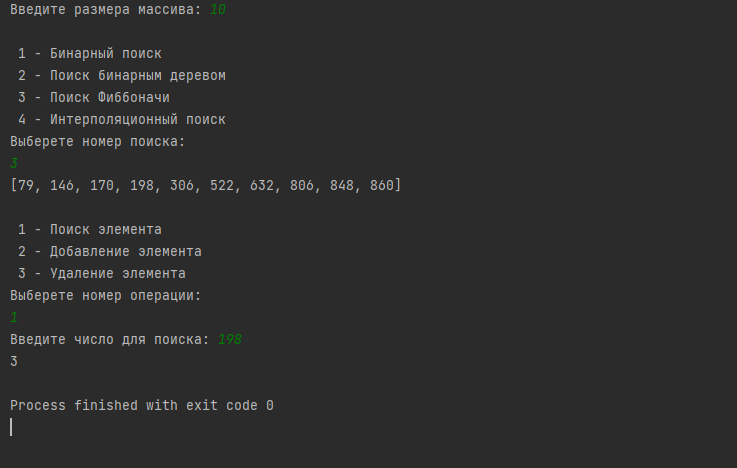 Введите размера массива: 10
1 - Бинарный поиск
2 - Поиск бинарным деревом
3 - Поиск Фиббоначи
4 - Интерполяционный поиск
Выберете номер поиска:
3
[79, 146, 170, 198, 306, 522, 632, 806, 848, 860]
1 - Поиск элемента
2 - Добавление элемента
3 - Удаление элемента
Выберете номер операции:
1
Введите число для поиска: 198
3
Process finished with exit code 0